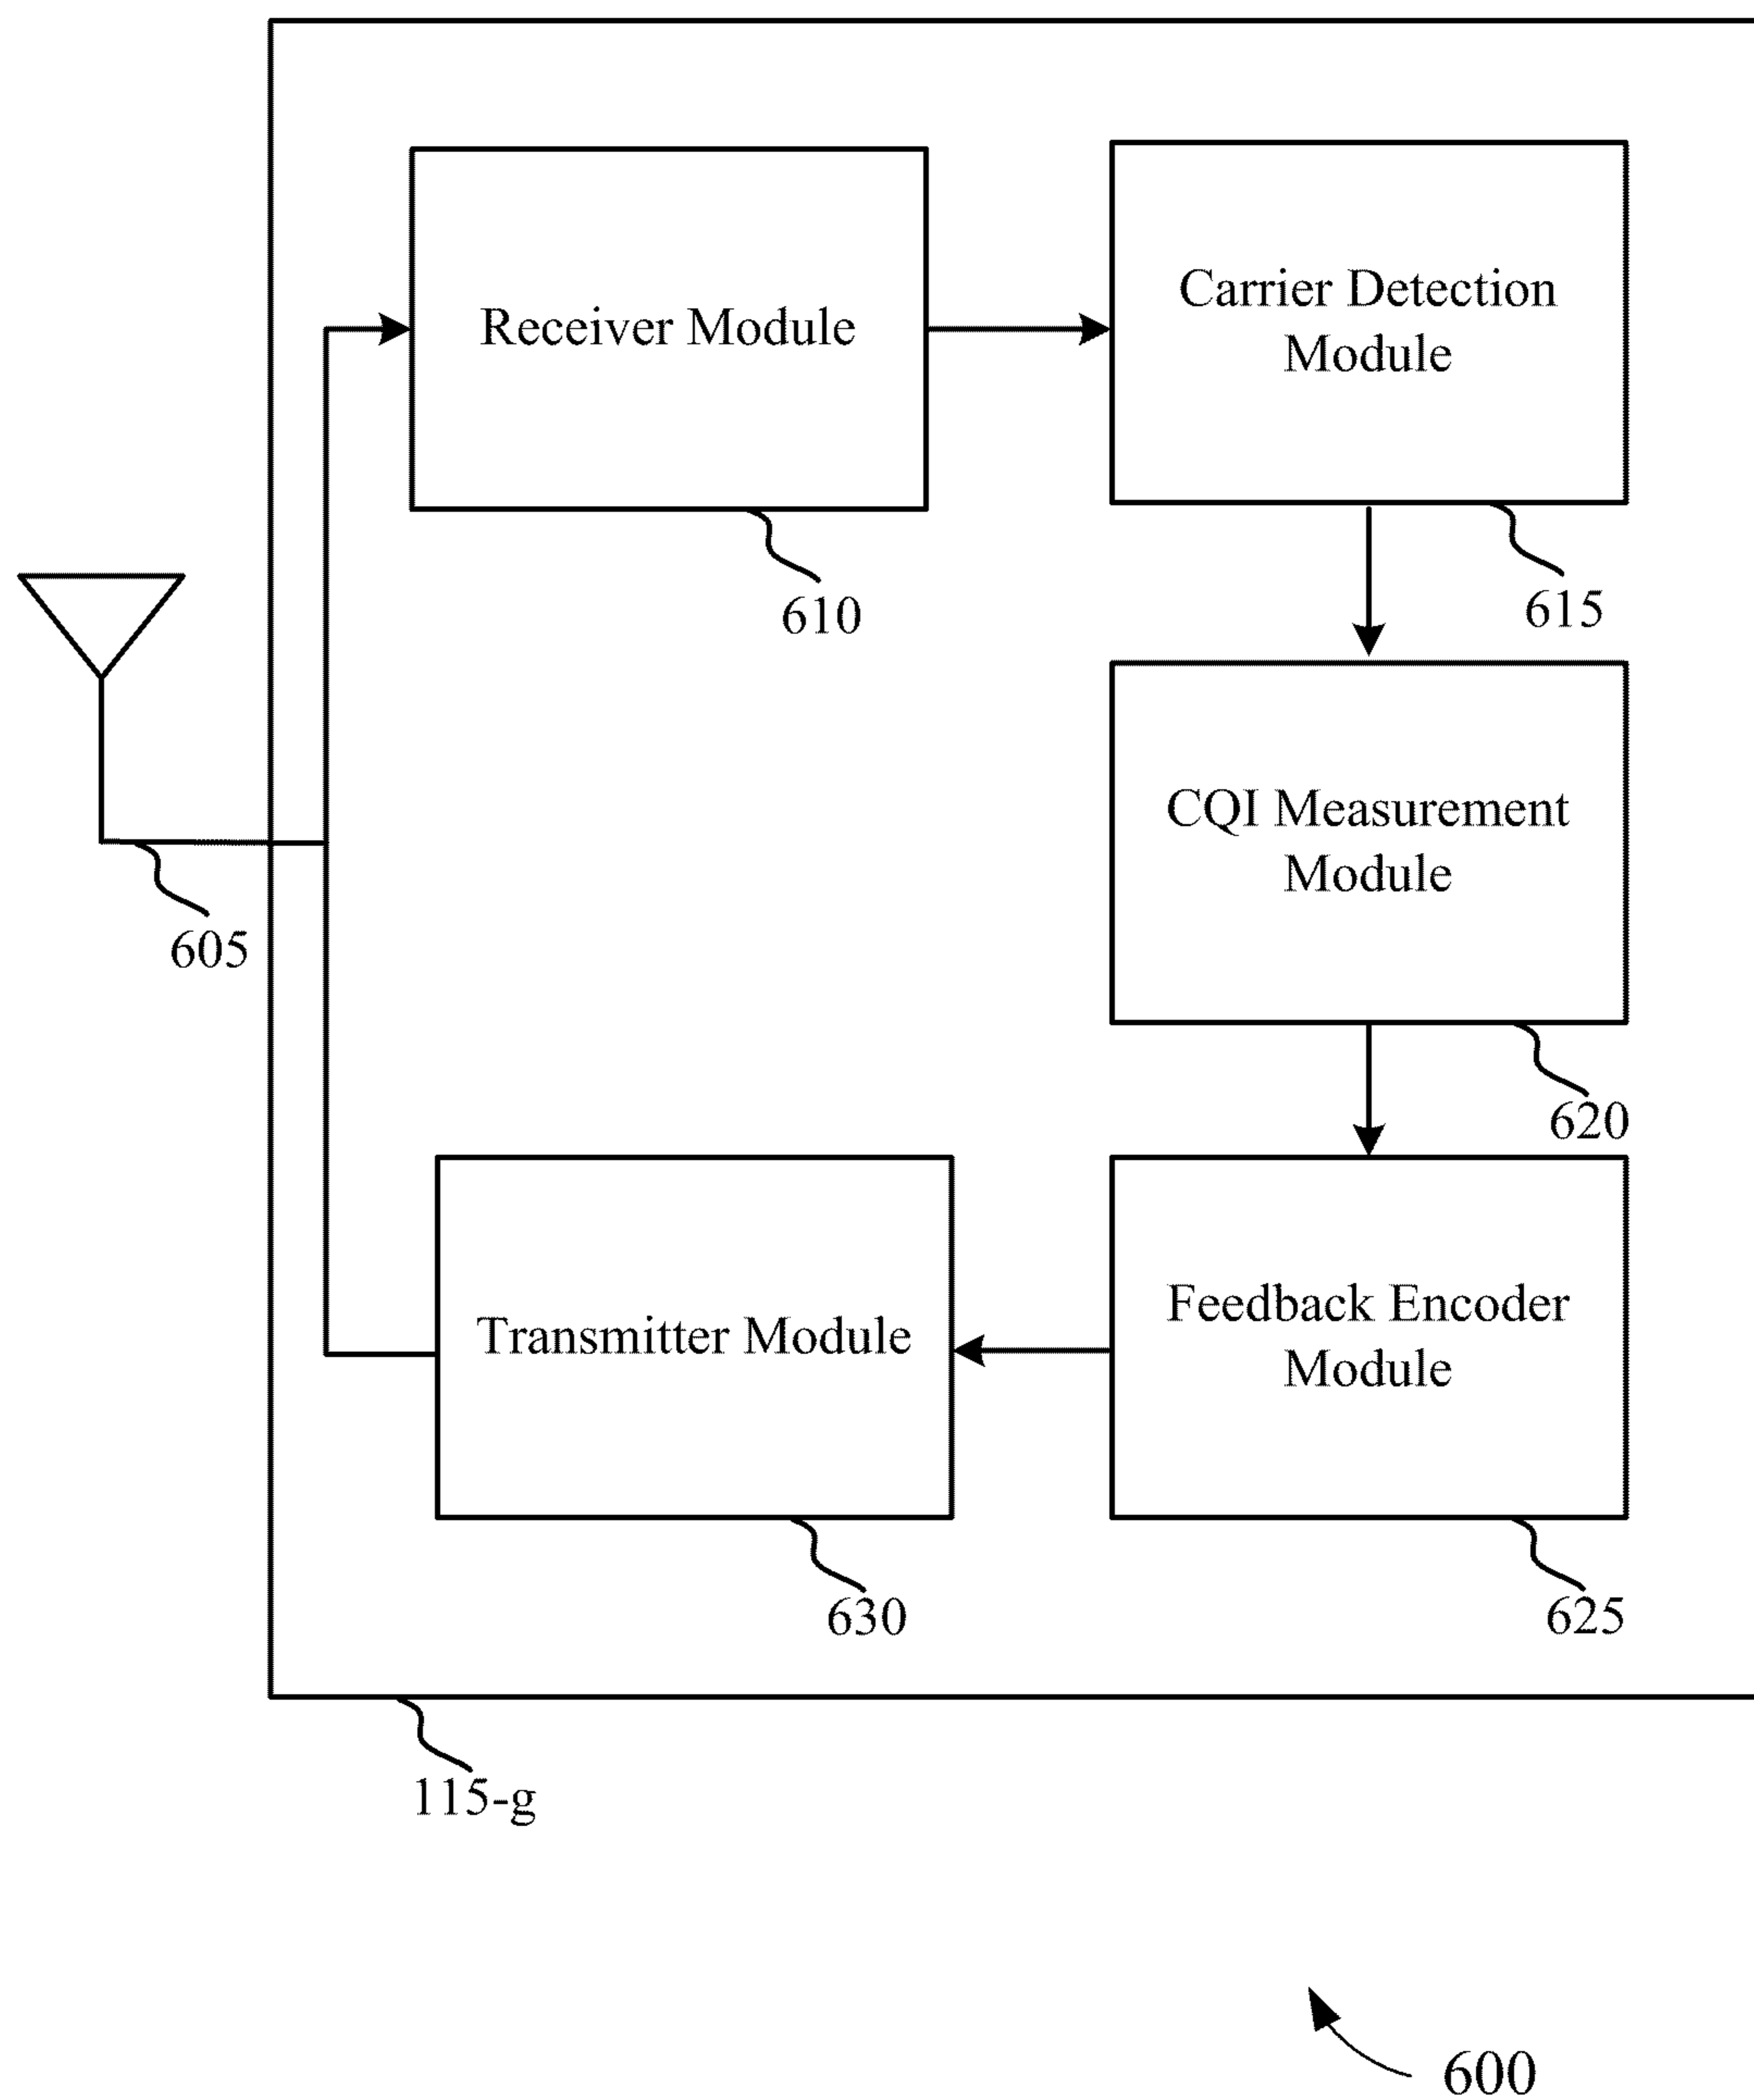 Receiver Module
Carrier Detection
Module
610
615
CQI Measurement
Module
605
620
Transmitter Module
Feedback Encoder
Module
630
625
115-g
600